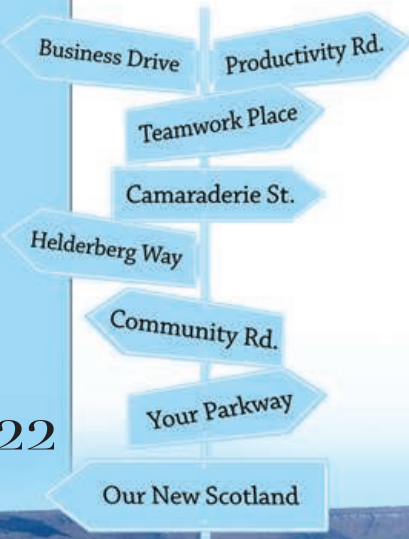 Business Drive
Productivity Rd.
Teamwork Place
Camaraderie St.
Helderberg Way
Community Rd.
22
Your Parkway
Our New Scotland